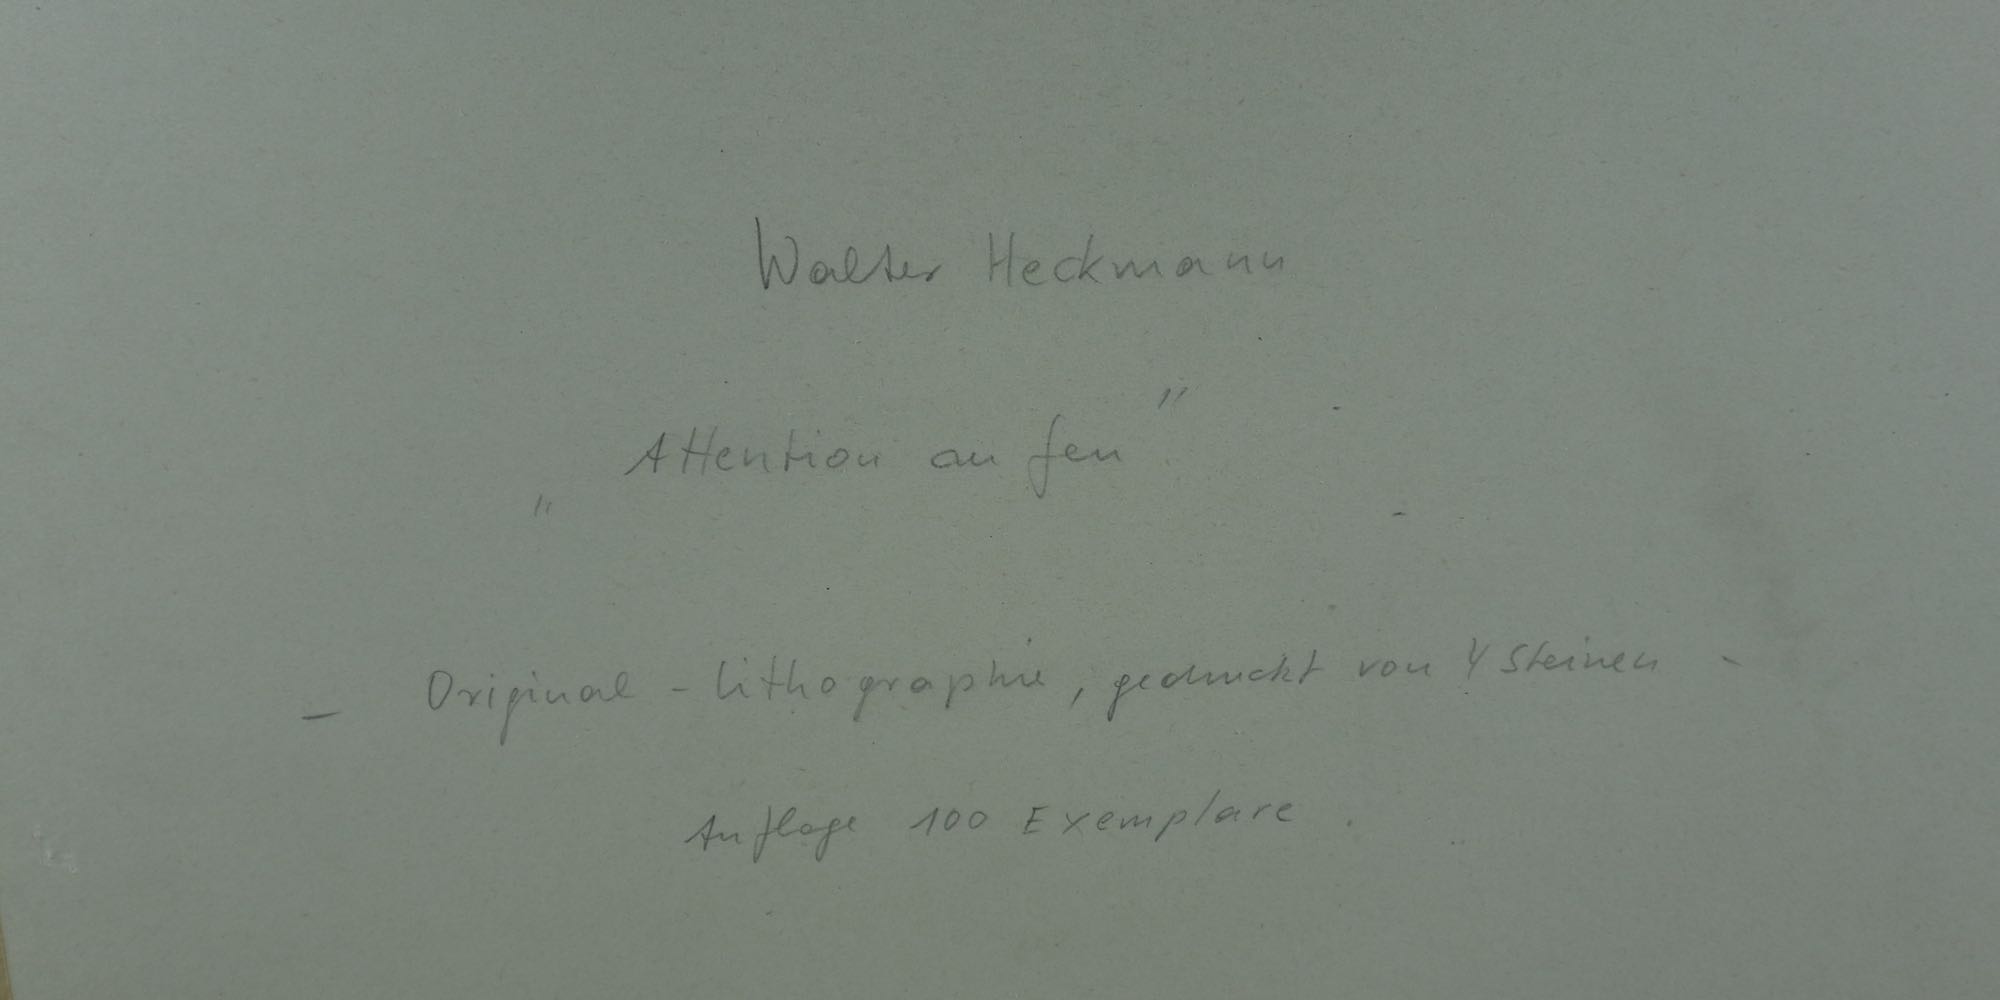 Walter Heckmann
„Attention au feu"
- Original - lithographie, gedruckt von 4 Steinen -
Auflage 100 Exemplare.